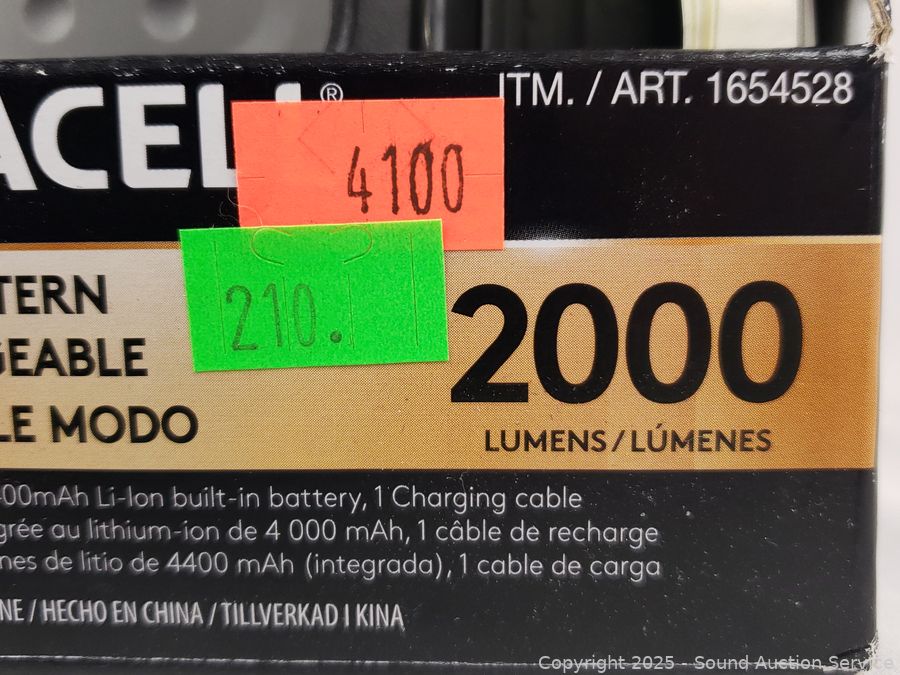 ACELL®
ITM. / ART. 1654528
4100
210.
TERN
GEABLE
LE MODO
2000
LUMENS / LÚMENES
00mAh Li-Ion built-in battery, 1 Charging cable
grée au lithium-ion de 4 000 mAh, 1 câble de recharge
nes de litio de 4400 mAh (integrada), 1 cable de carga
NE / HECHO EN CHINA / TILLVERKAD I KINA
Copyright 2025 - Sound Auction Service